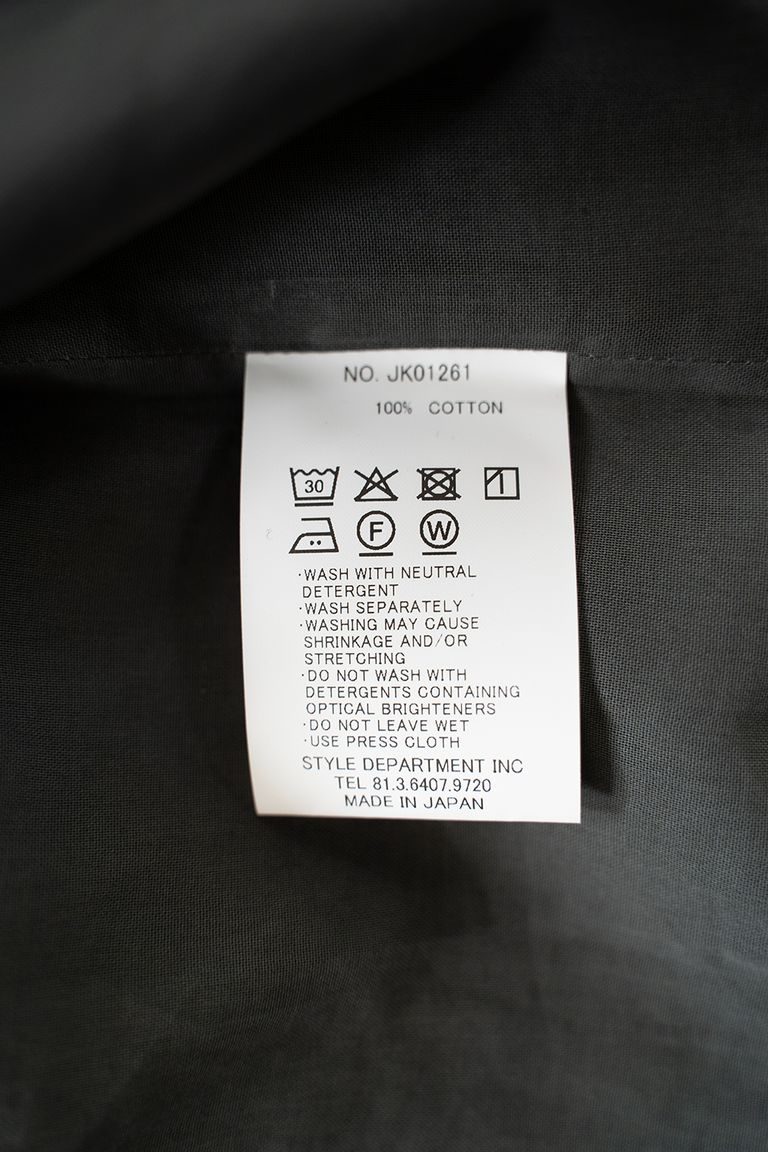 NO. JK01261
100% COTTON
30
F W
·WASH WITH NEUTRAL
DETERGENT
·WASH SEPARATELY
·WASHING MAY CAUSE
SHRINKAGE AND/OR
STRETCHING
·DO NOT WASH WITH
DETERGENTS CONTAINING
OPTICAL BRIGHTENERS
·DO NOT LEAVE WET
·USE PRESS CLOTH
STYLE DEPARTMENT INC
TEL 81.3.6407.9720
MADE IN JAPAN